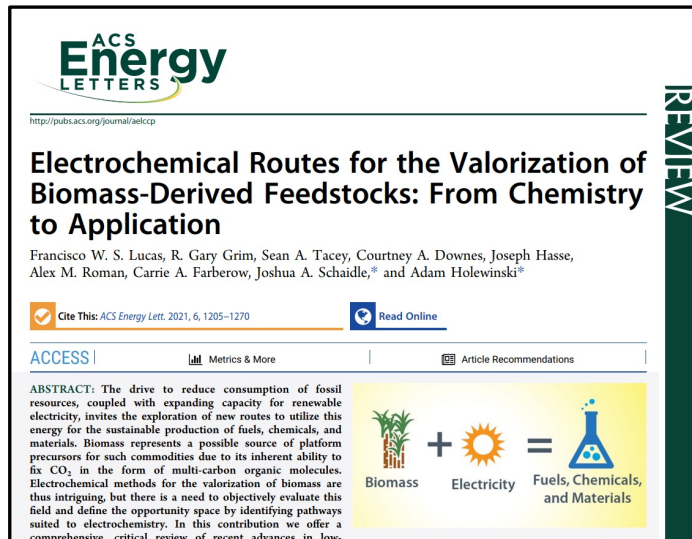 ACS
Energy
LETTERS
http://pubs.acs.org/journal/aelccp
REVIEW
Electrochemical Routes for the Valorization of
Biomass-Derived Feedstocks: From Chemistry
to Application
Francisco W. S. Lucas, R. Gary Grim, Sean A. Tacey, Courtney A. Downes, Joseph Hasse,
Alex M. Roman, Carrie A. Farberow, Joshua A. Schaidle,* and Adam Holewinski*
Cite This: ACS Energy Lett. 2021, 6, 1205–1270
Read Online
ACCESS
Metrics & More
Article Recommendations
ABSTRACT: The drive to reduce consumption of fossil
resources, coupled with expanding capacity for renewable
electricity, invites the exploration of new routes to utilize this
energy for the sustainable production of fuels, chemicals, and
materials. Biomass represents a possible source of platform
precursors for such commodities due to its inherent ability to
fix CO₂ in the form of multi-carbon organic molecules.
Electrochemical methods for the valorization of biomass are
thus intriguing, but there is a need to objectively evaluate this
field and define the opportunity space by identifying pathways
suited to electrochemistry. In this contribution we offer a
comprehensive, critical review of recent advances in low-
Biomass
+
Electricity
=
Fuels, Chemicals,
and Materials